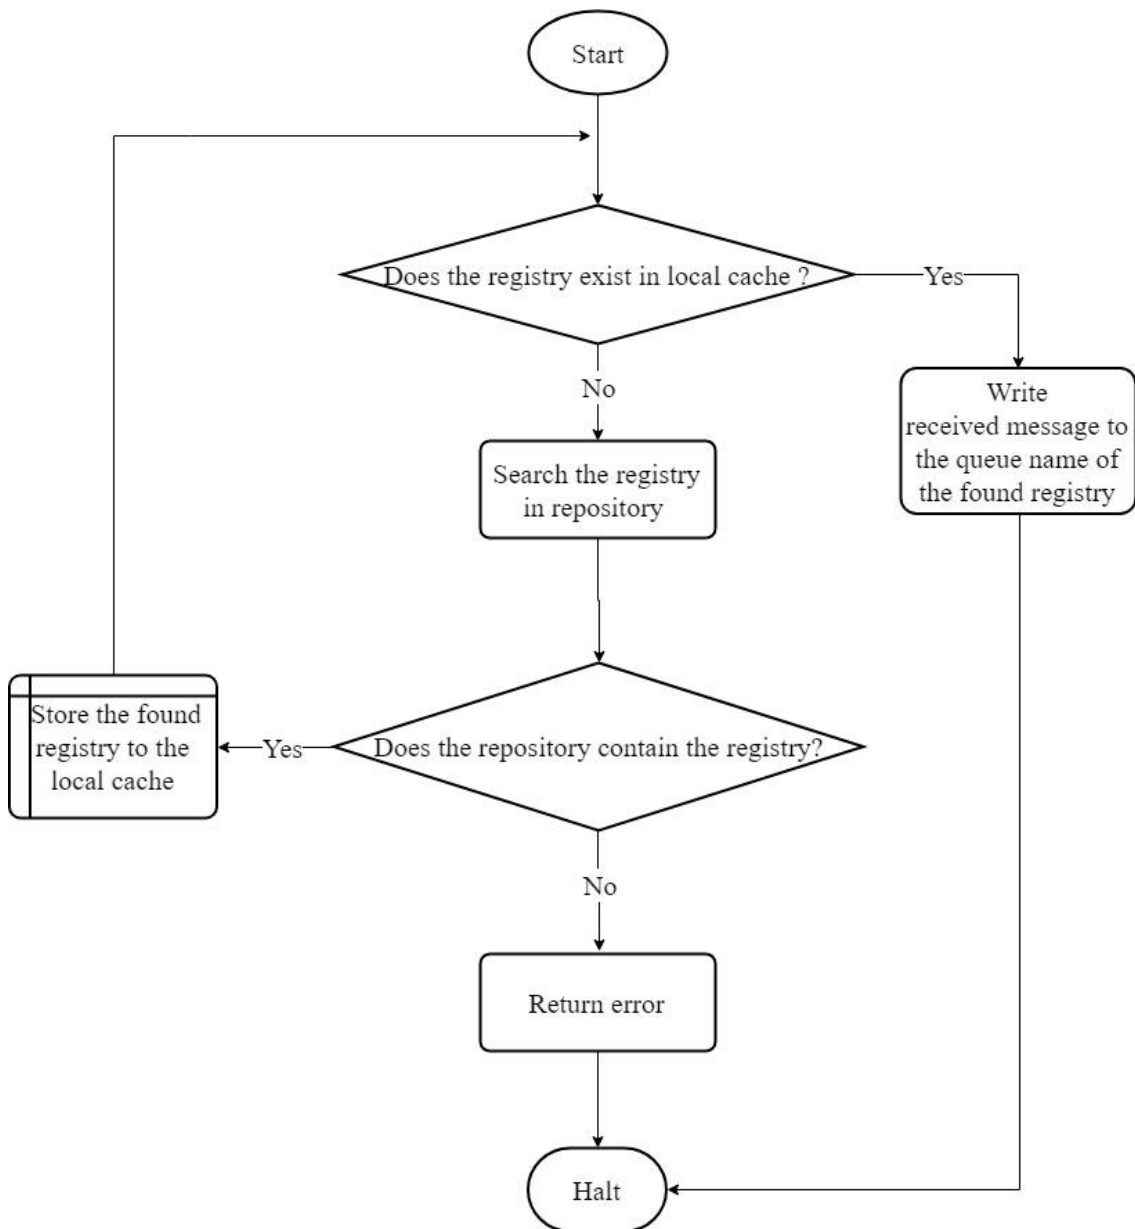 Start
Does the registry exist in local cache ?
Yes
No
Write
received message to
the queue name of
the found registry
Search the registry
in repository
Store the found
registry to the
local cache
Yes
Does the repository contain the registry?
No
Return error
Halt